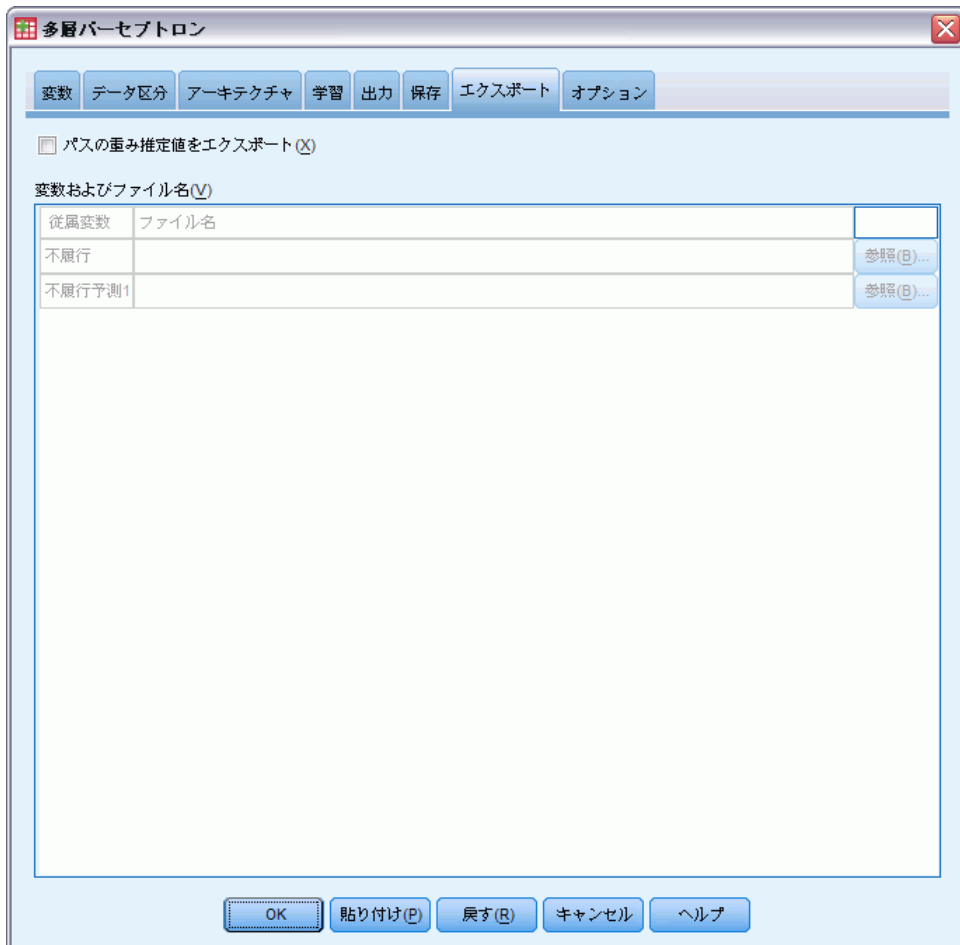 多層パーセプトロン
変数 データ区分 アーキテクチャ 学習 出力 保存 エクスポート オプション
パスの重み推定値をエクスポート(X)
変数およびファイル名(V)
従属変数 ファイル名
不履行 参照(B)...
不履行予測1 参照(B)...
OK 貼り付け(P) 戻す(R) キャンセル ヘルプ